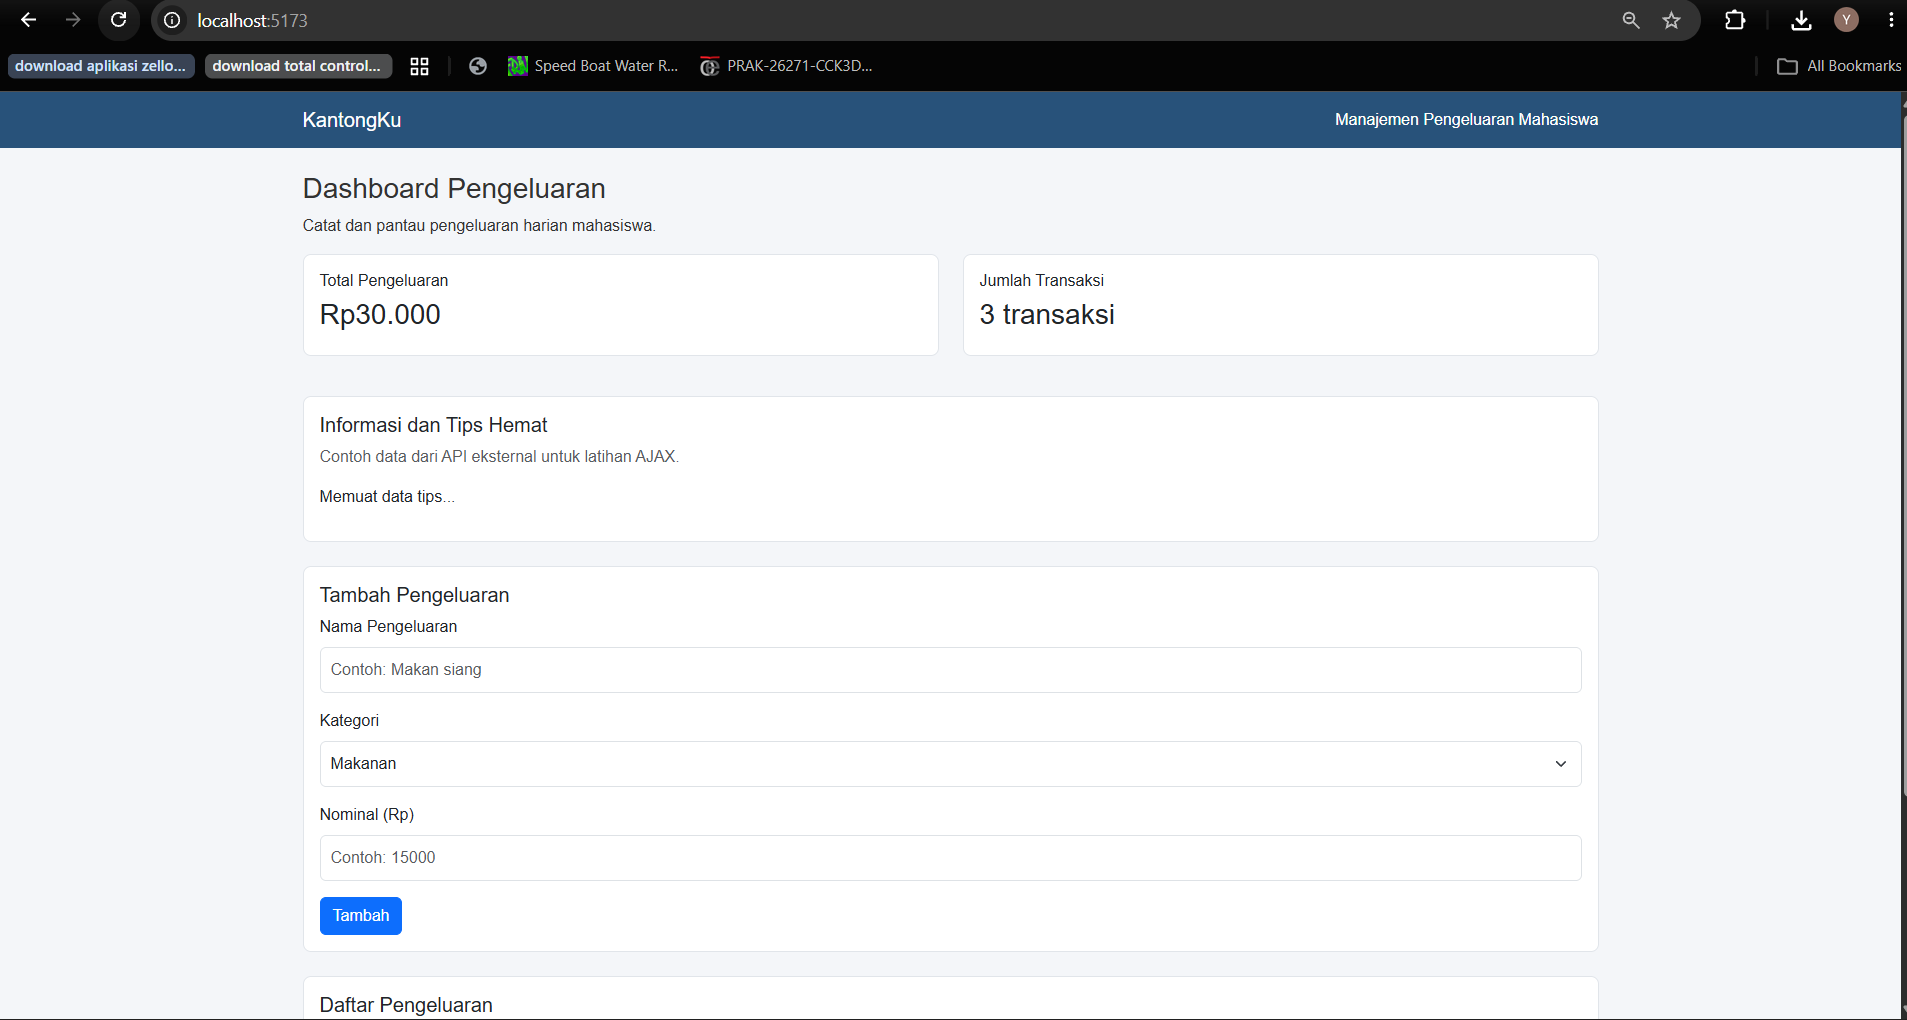 localhost:5173
download aplikasi zello...
download total control...
Speed Boat Water R...
PRAK-26271-CCK3D...
All Bookmarks
Y
KantongKu
Manajemen Pengeluaran Mahasiswa
Dashboard Pengeluaran
Catat dan pantau pengeluaran harian mahasiswa.
Total Pengeluaran
Rp30.000
Jumlah Transaksi
3 transaksi
Informasi dan Tips Hemat
Contoh data dari API eksternal untuk latihan AJAX.
Memuat data tips...
Tambah Pengeluaran
Nama Pengeluaran
Contoh: Makan siang
Kategori
Makanan
Nominal (Rp)
Contoh: 15000
Tambah
Daftar Pengeluaran